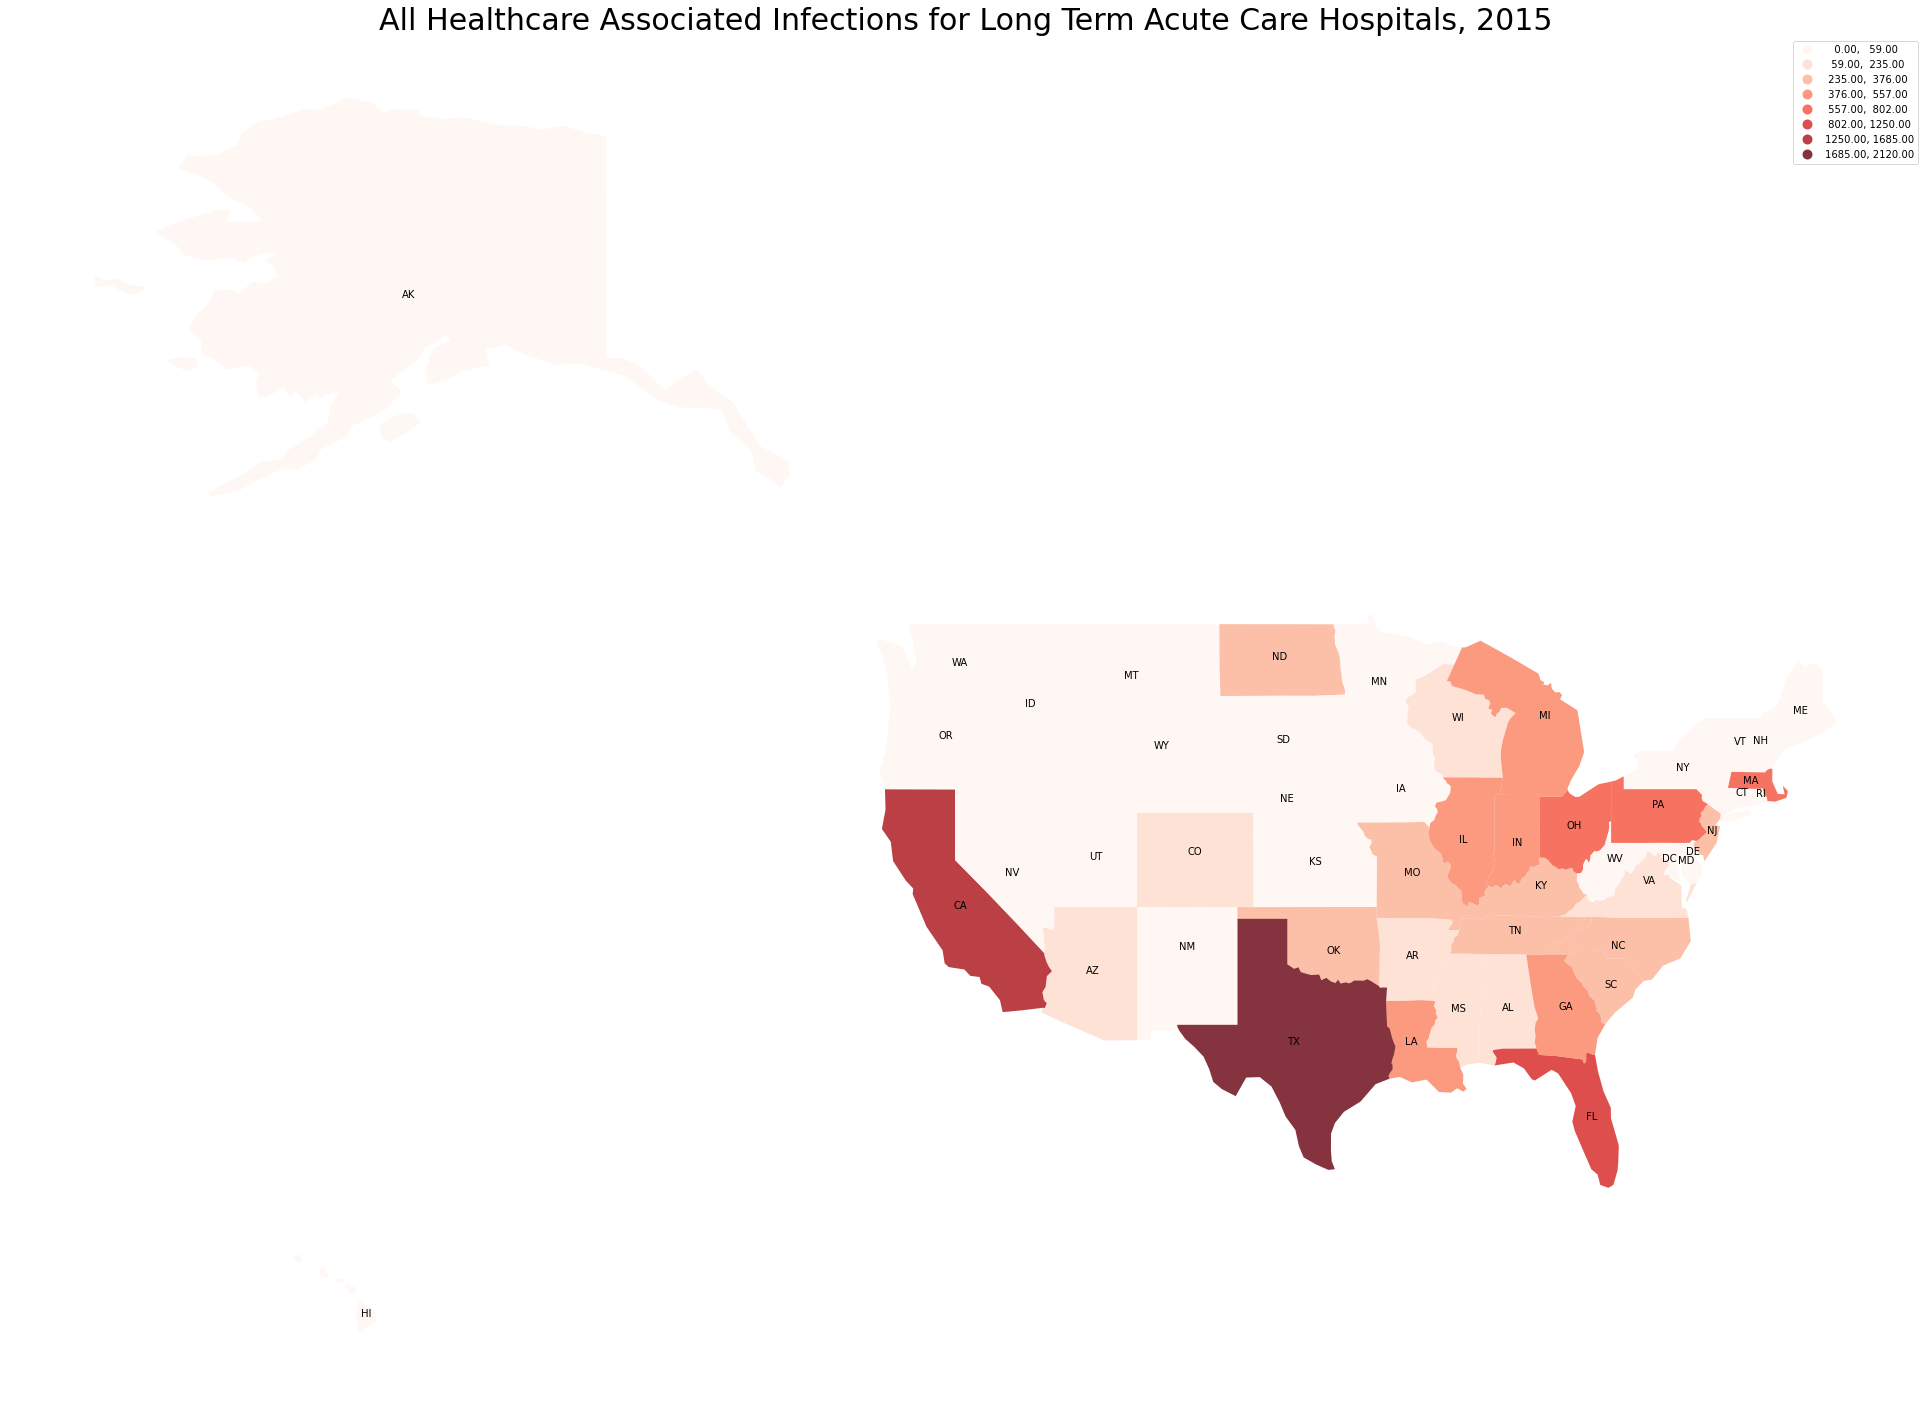 All Healthcare Associated Infections for Long Term Acute Care Hospitals, 2015
0.00, 59.00
59.00, 235.00
235.00, 376.00
376.00, 557.00
557.00, 802.00
802.00, 1250.00
1250.00, 1685.00
1685.00, 2120.00
AK
WA
ND
MT
MN
ID
ME
WI
MI
OR
WY
SD
VT
NH
NY
MA
IA
NE
CT
RI
PA
OH
NJ
IL
IN
CO
DE
UT
KS
WV
DC
MD
NV
MO
VA
KY
CA
TN
NM
NC
OK
AR
AZ
SC
MS
AL
GA
TX
LA
FL
HI